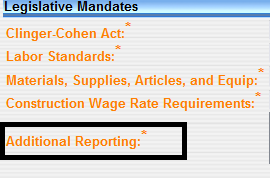 Legislative Mandates
Clinger-Cohen Act:*
Labor Standards:*
Materials, Supplies, Articles, and Equip:*
Construction Wage Rate Requirements:*
Additional Reporting:*